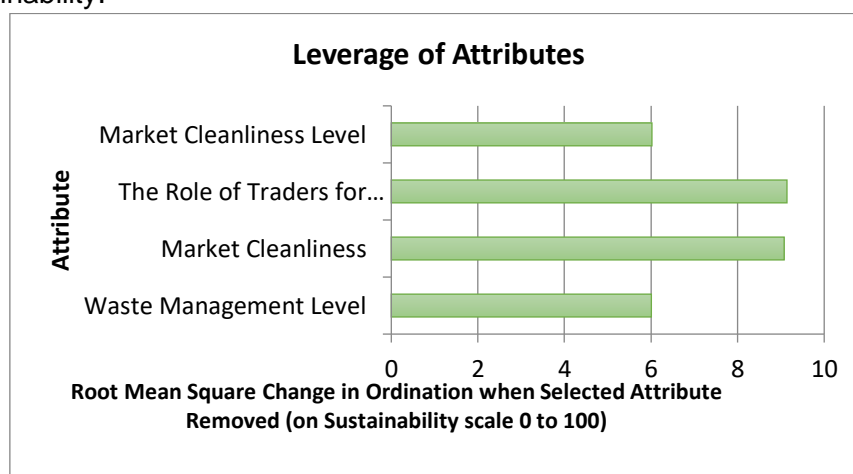 Leverage of Attributes
Attribute
Market Cleanliness Level
The Role of Traders for...
Market Cleanliness
Waste Management Level
0 2 4 6 8 10
Root Mean Square Change in Ordination when Selected Attribute
Removed (on Sustainability scale 0 to 100)